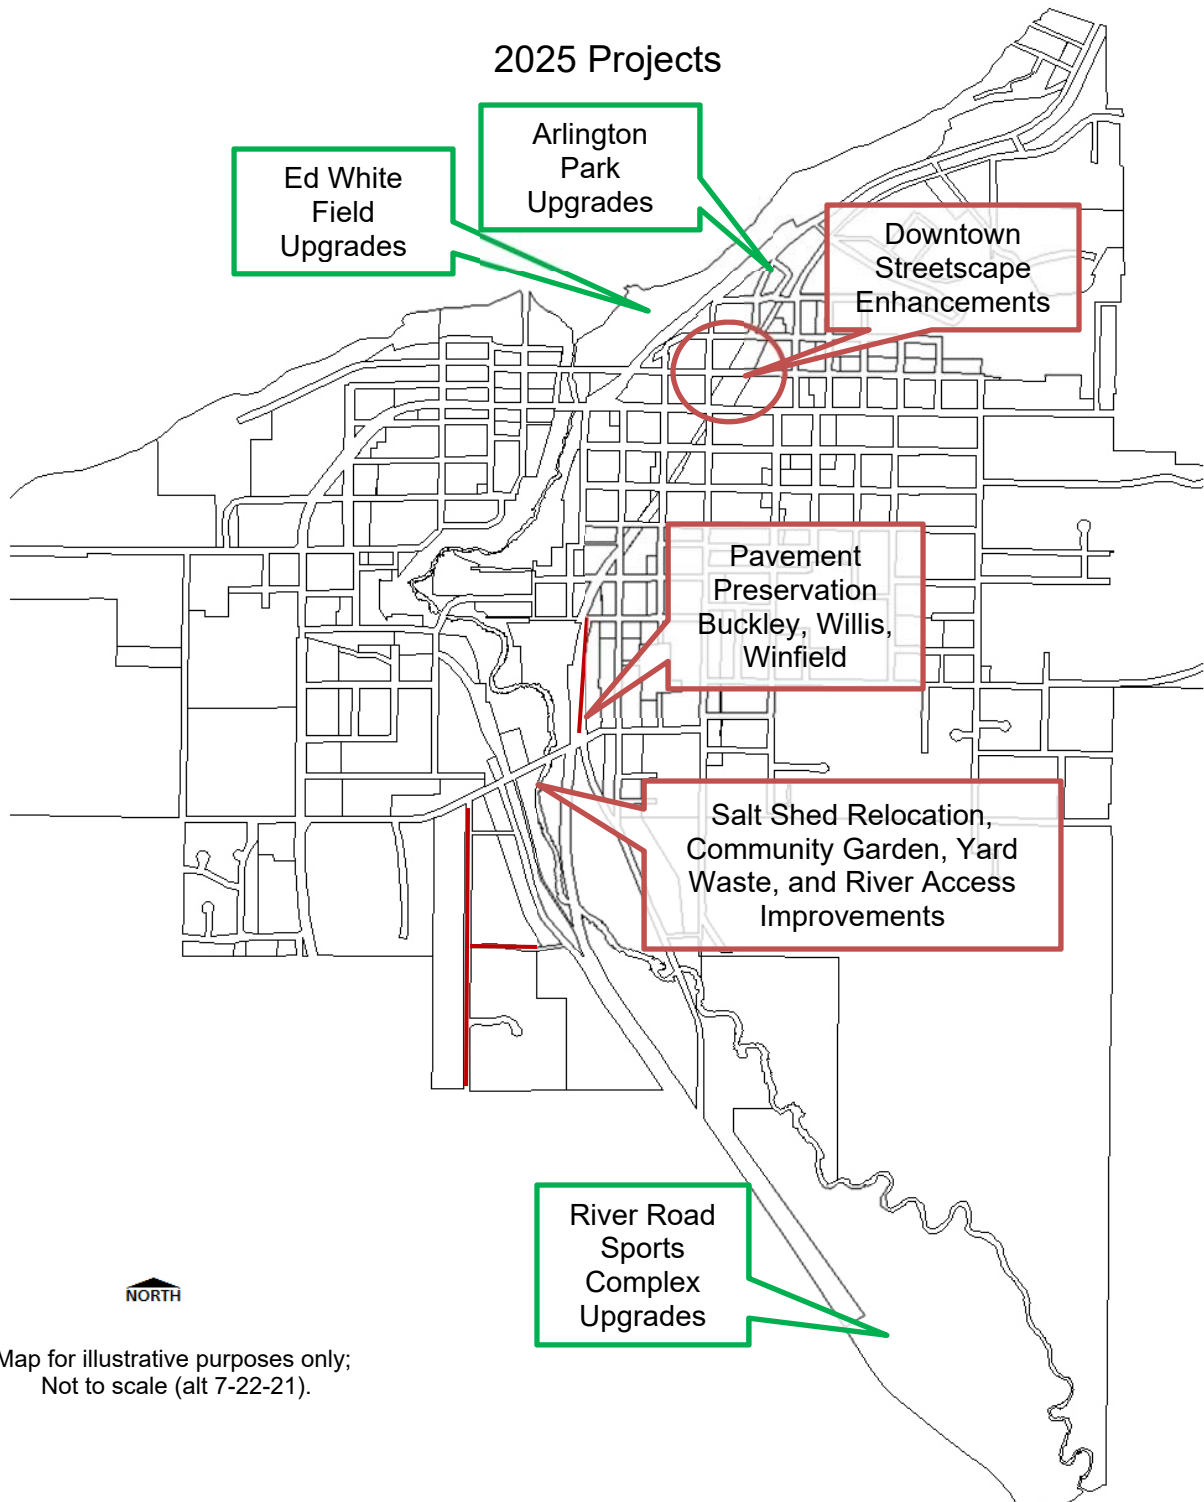 2025 Projects
Arlington
Park
Upgrades
Ed White
Field
Upgrades
Downtown
Streetscape
Enhancements
Pavement
Preservation
Buckley, Willis,
Winfield
Salt Shed Relocation,
Community Garden, Yard
Waste, and River Access
Improvements
River Road
Sports
Complex
Upgrades
NORTH
Map for illustrative purposes only;
Not to scale (alt 7-22-21).